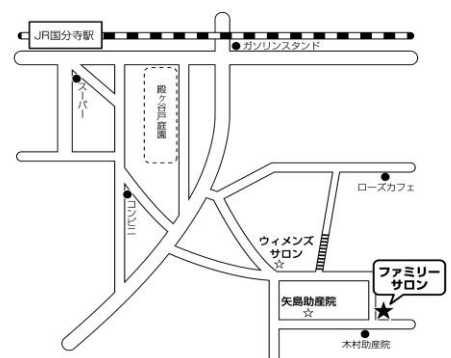 JR国分寺駅
ガソリンスタンド
スーパー
殿ヶ谷戸庭園
ローズカフェ
コンビニ
ウィメンズ
サロン
ファミリー
サロン
矢島助産院
木村助産院